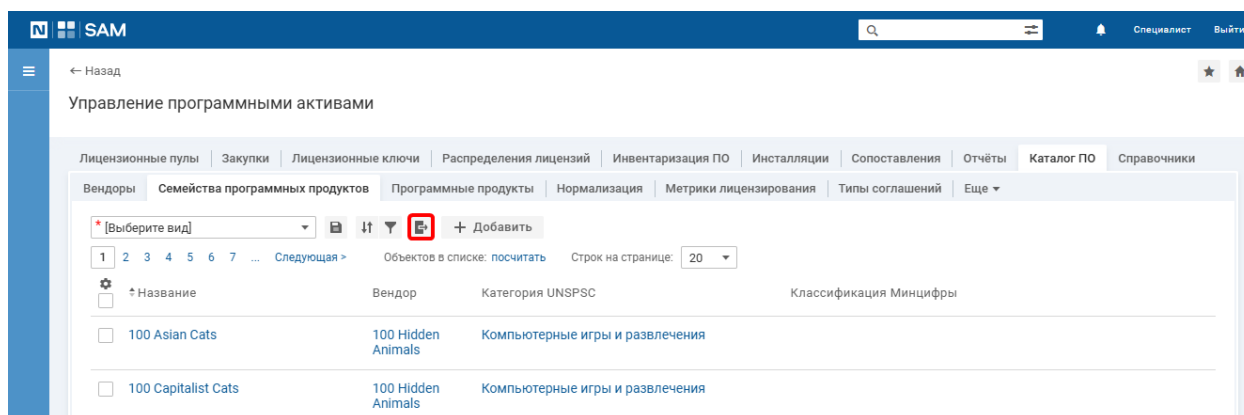 N SAM Специалист Выйти
← Назад
Управление программными активами
Лицензионные пулы Закупки Лицензионные ключи Распределения лицензий Инвентаризация ПО Инсталляции Сопоставления Отчёты Каталог ПО Справочники
Вендоры Семейства программных продуктов Программные продукты Нормализация Метрики лицензирования Типы соглашений Еще
* [Выберите вид] + Добавить
1 2 3 4 5 6 7 ... Следующая > Объектов в списке: посчитать Строк на странице: 20
Название Вендор Категория UNSPSC Классификация Минцифры
100 Asian Cats 100 Hidden Компьютерные игры и развлечения
Animals
100 Capitalist Cats 100 Hidden Компьютерные игры и развлечения
Animals